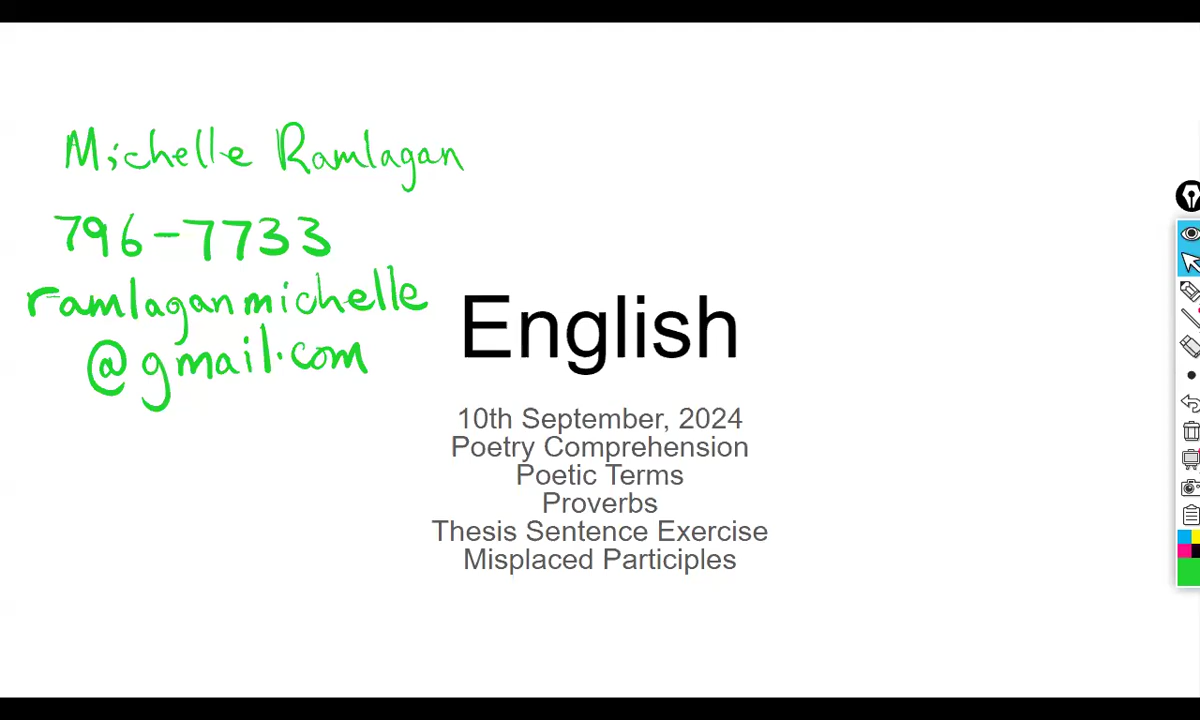 Michelle Ramlagan
796-7733
ramlaganmichelle
@gmail.com
English
10th September, 2024
Poetry Comprehension
Poetic Terms
Proverbs
Thesis Sentence Exercise
Misplaced Participles